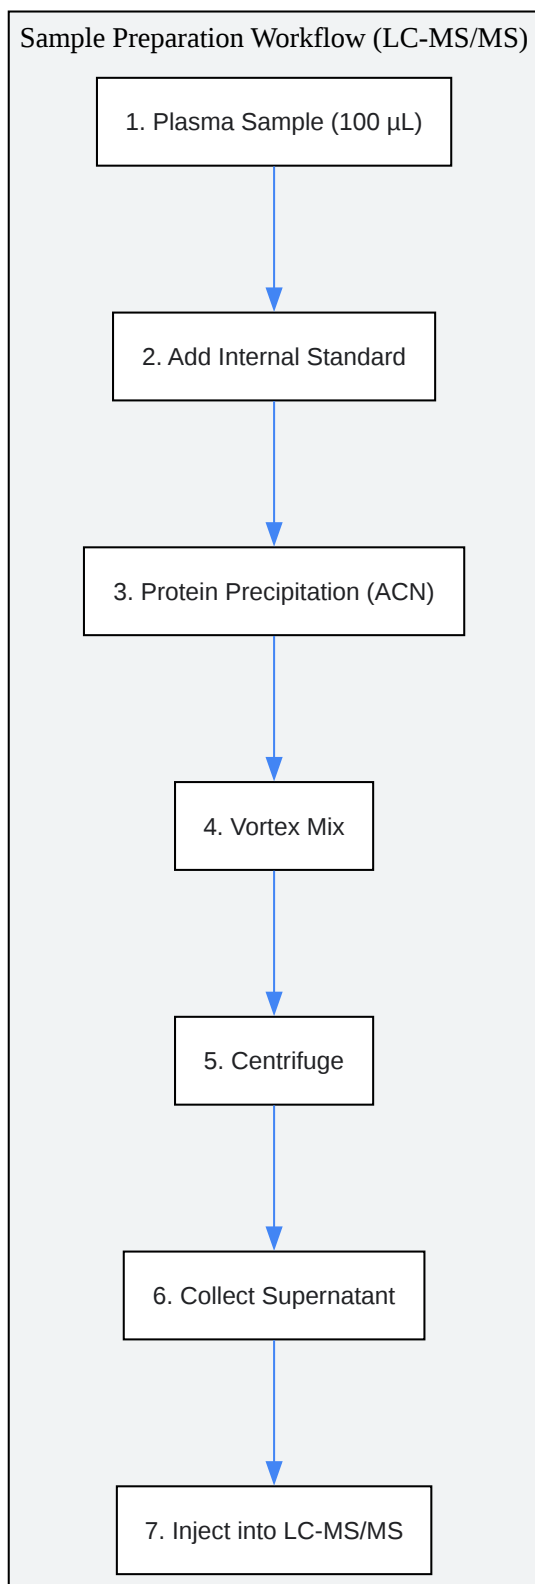 Sample Preparation Workflow (LC-MS/MS)
1. Plasma Sample (100 µL)
2. Add Internal Standard
3. Protein Precipitation (ACN)
4. Vortex Mix
5. Centrifuge
6. Collect Supernatant
7. Inject into LC-MS/MS